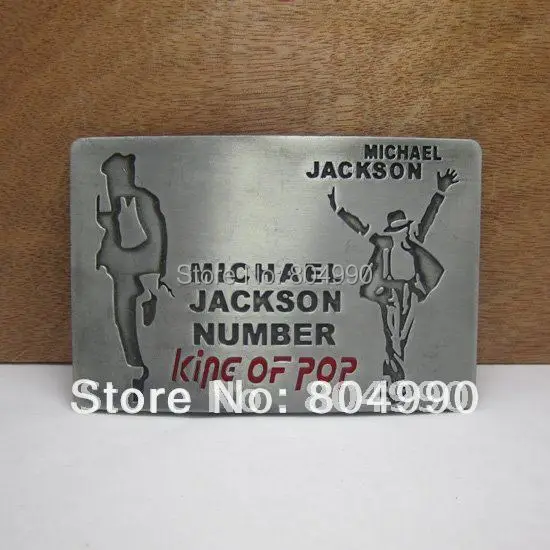 MICHAEL
JACKSON
Store No: 804990
MICHAEL
JACKSON
NUMBER
King OF POP
Store No: 804990